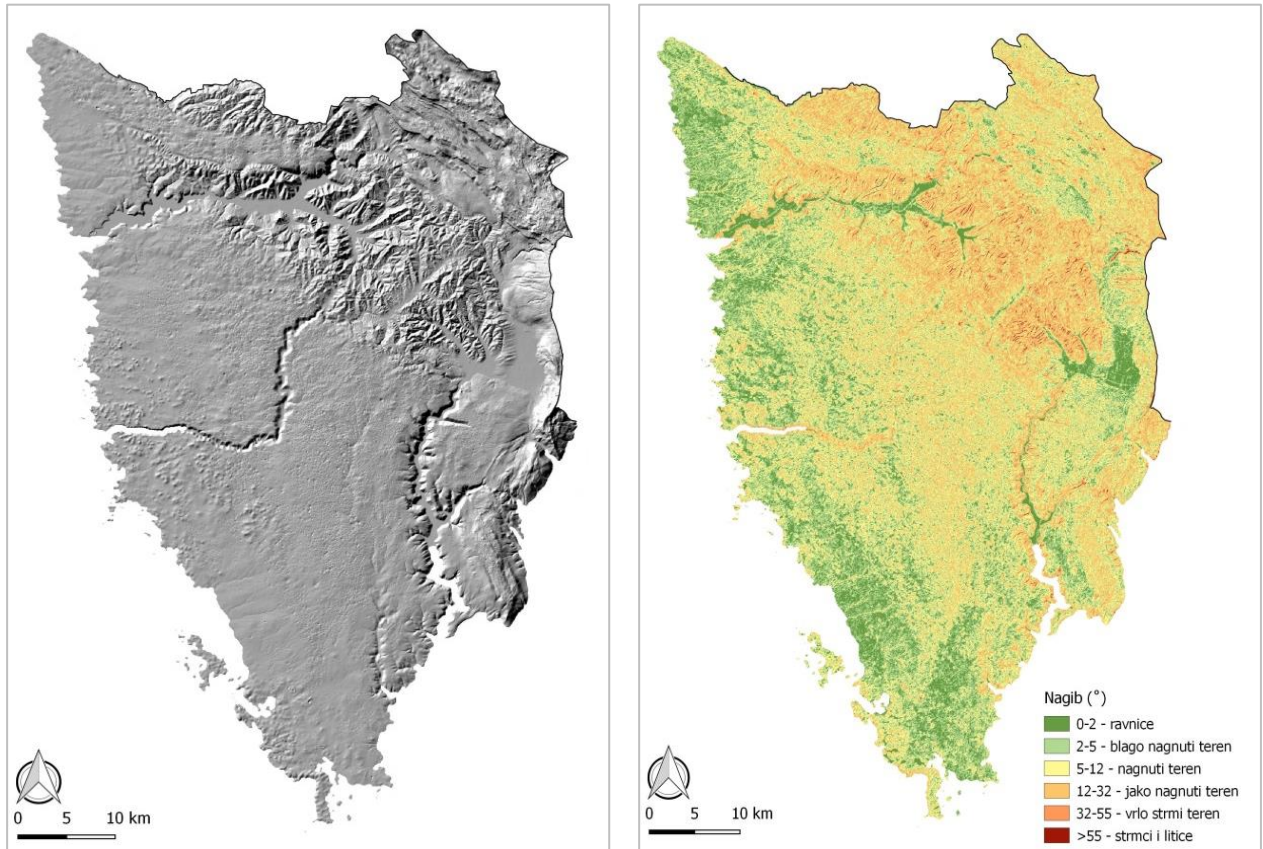 0 5 10 km
Nagib (°)
0-2 - ravnice
2-5 - blago nagnuti teren
5-12 - nagnuti teren
12-32 - jako nagnuti teren
32-55 - vrlo strmi teren
>55 - strmci i litice
0 5 10 km